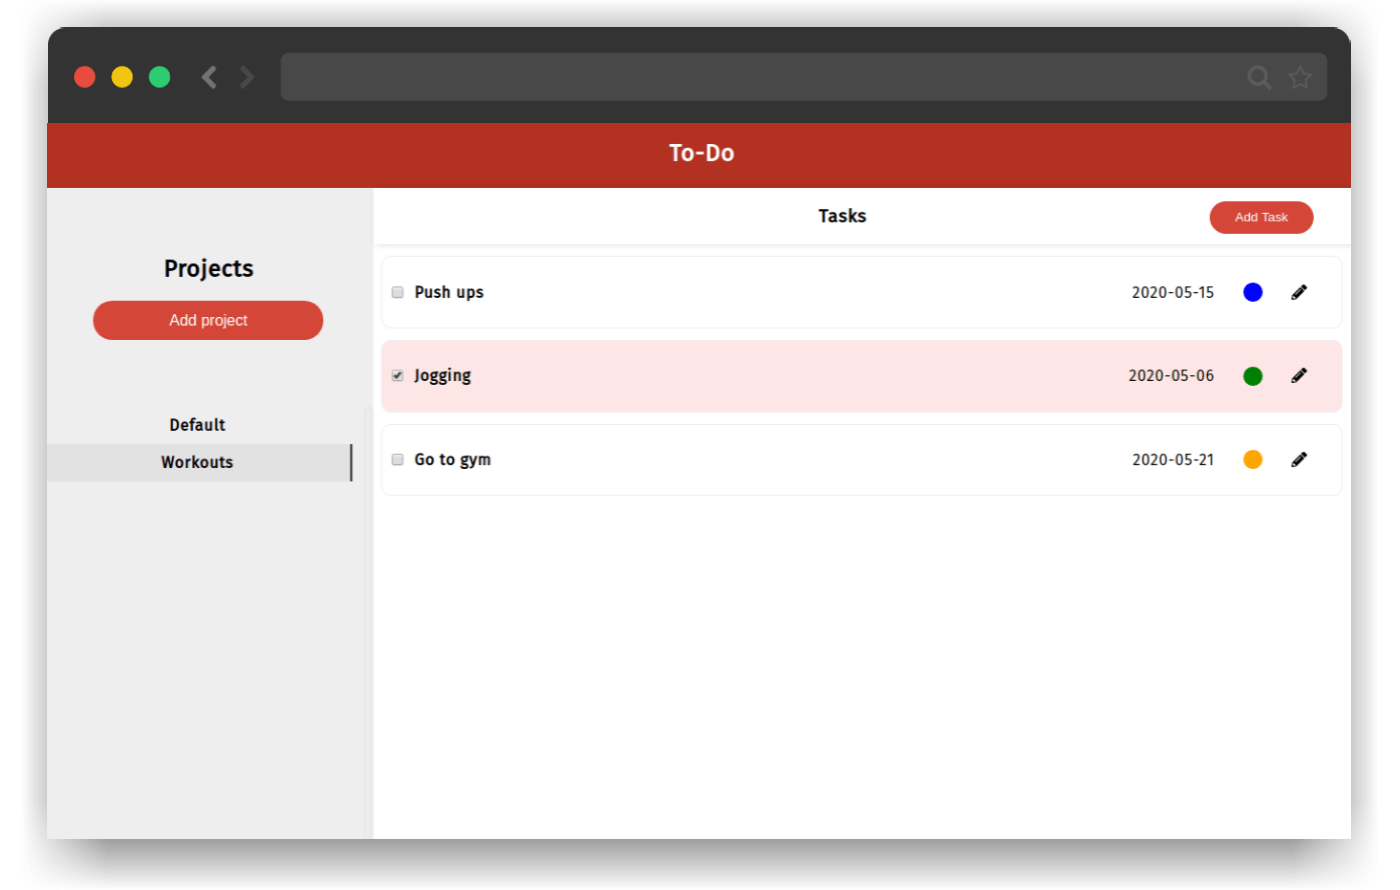 To-Do
Projects
Add project
Default
Workouts
Tasks
Add Task
Push ups 2020-05-15
Jogging 2020-05-06
Go to gym 2020-05-21